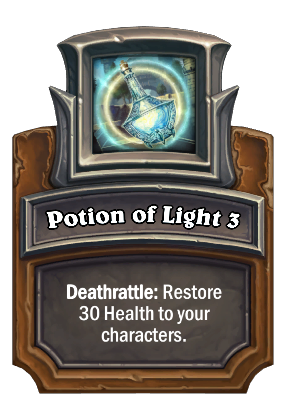 Potion of Light 3
Deathrattle: Restore
30 Health to your
characters.